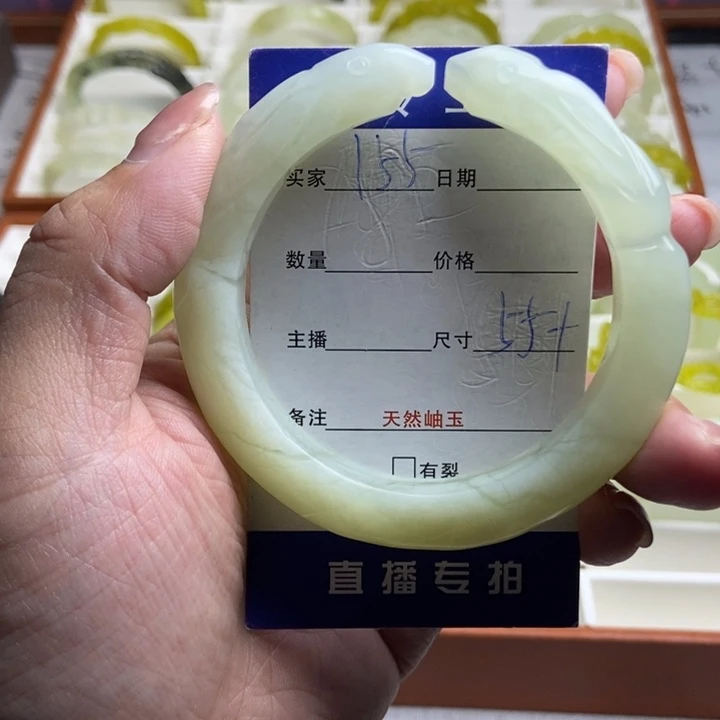 买家 155 日期
数量 价格
主播 尺寸
备注 天然岫玉
□有裂
直播专拍